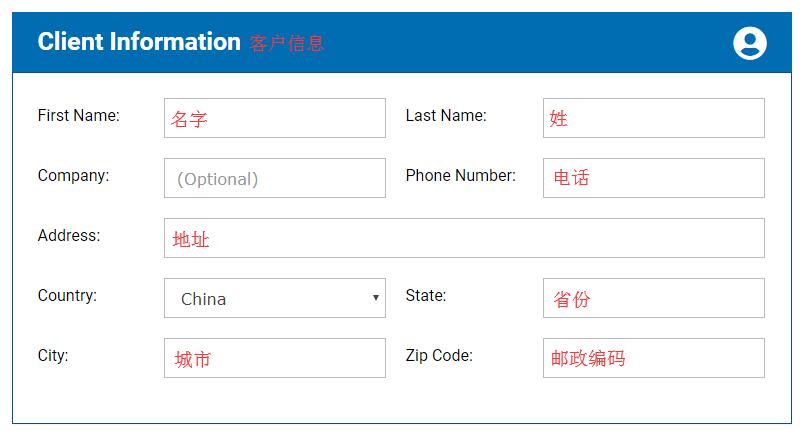 Client Information 客户信息
First Name: 名字 Last Name: 姓
Company: (Optional) Phone Number: 电话
Address: 地址
Country: China State: 省份
City: 城市 Zip Code: 邮政编码